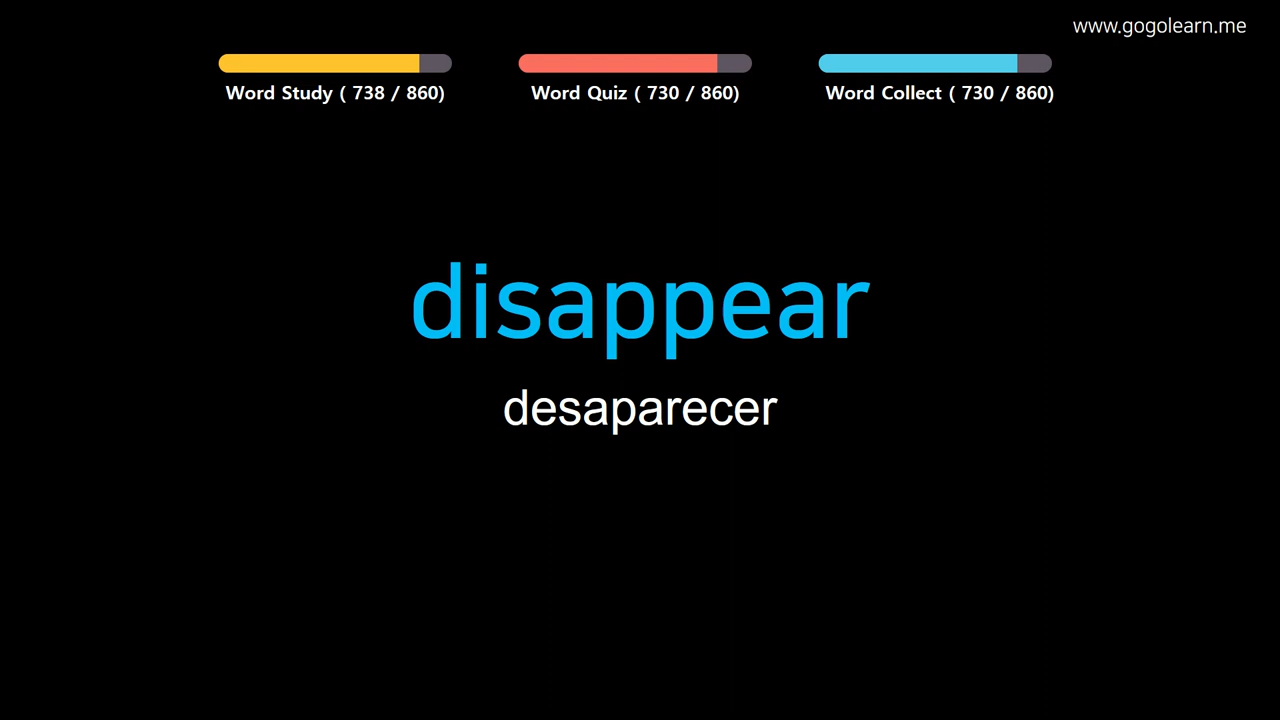 www.gogolearn.me
Word Study ( 738 / 860)
Word Quiz ( 730 / 860)
Word Collect ( 730 / 860)
disappear
desaparecer